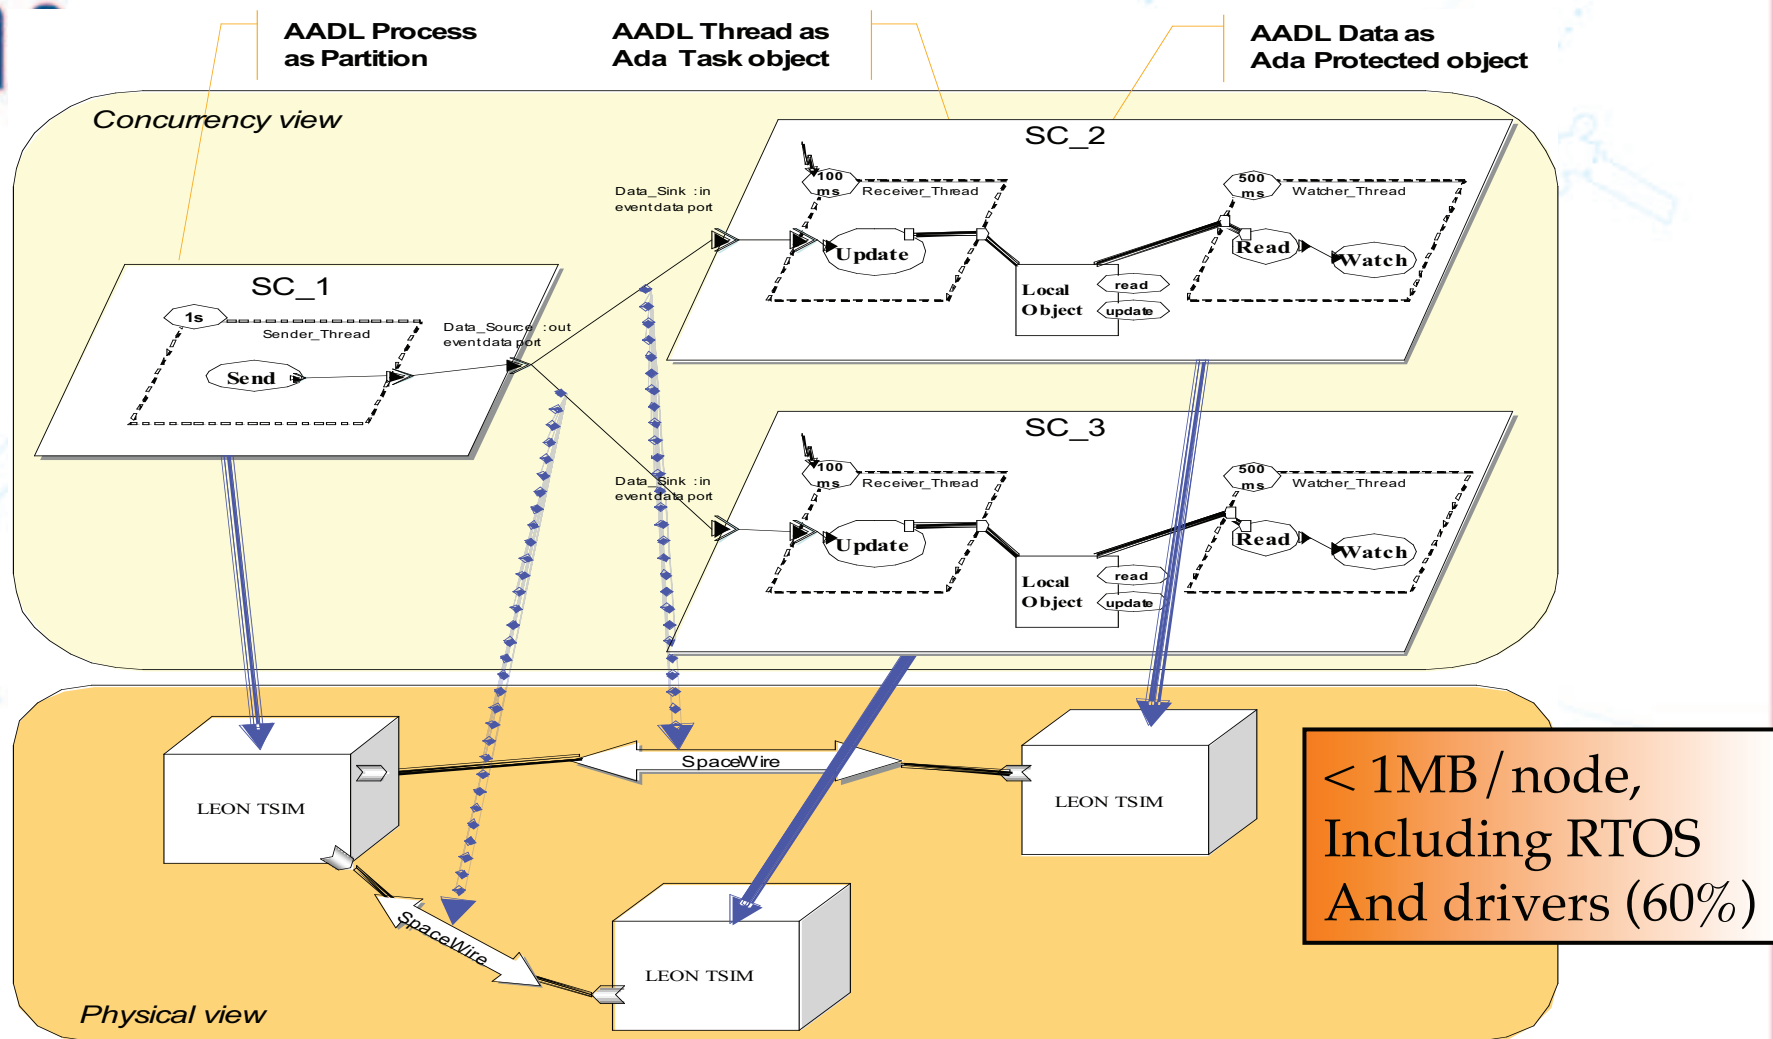 AADL Process
as Partition
AADL Thread as
Ada Task object
AADL Data as
Ada Protected object
Concurrency view
SC_1
1s
Sender_Thread
Send
Data_Source : out
event data port
Data_Sink : in
event data port
SC_2
100
ms
Receiver_Thread
Update
Local
Object
read
update
500
ms
Watcher_Thread
Read
Watch
Data_Sink : in
event data port
SC_3
100
ms
Receiver_Thread
Update
Local
Object
read
update
500
ms
Watcher_Thread
Read
Watch
LEON TSIM
SpaceWire
LEON TSIM
SpaceWire
LEON TSIM
Physical view
< 1MB/node,
Including RTOS
And drivers (60%)